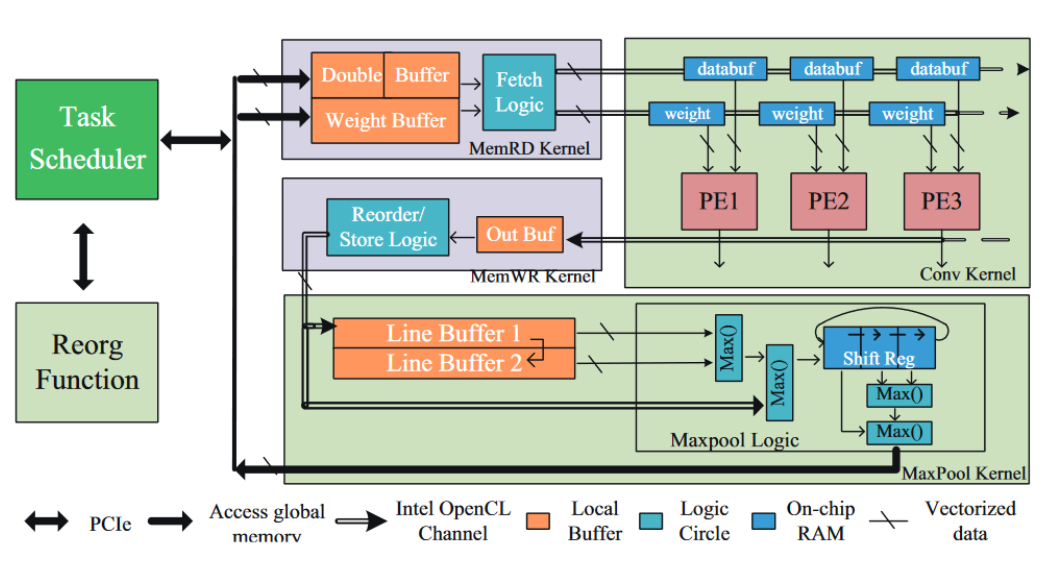 Task
Scheduler
Reorg
Function
Double Buffer
Weight Buffer
Fetch
Logic
MemRD Kernel
databuf databuf databuf
weight weight weight
PE1 PE2 PE3
Conv Kernel
Reorder/
Store Logic
Out Buf
MemWR Kernel
Line Buffer 1
Line Buffer 2
Max()
Max()
Shift Reg
Max()
Max()
Maxpool Logic
MaxPool Kernel
PCIe
Access global
memory
Intel OpenCL
Channel
Local
Buffer
Logic
Circle
On-chip
RAM
Vectorized
data